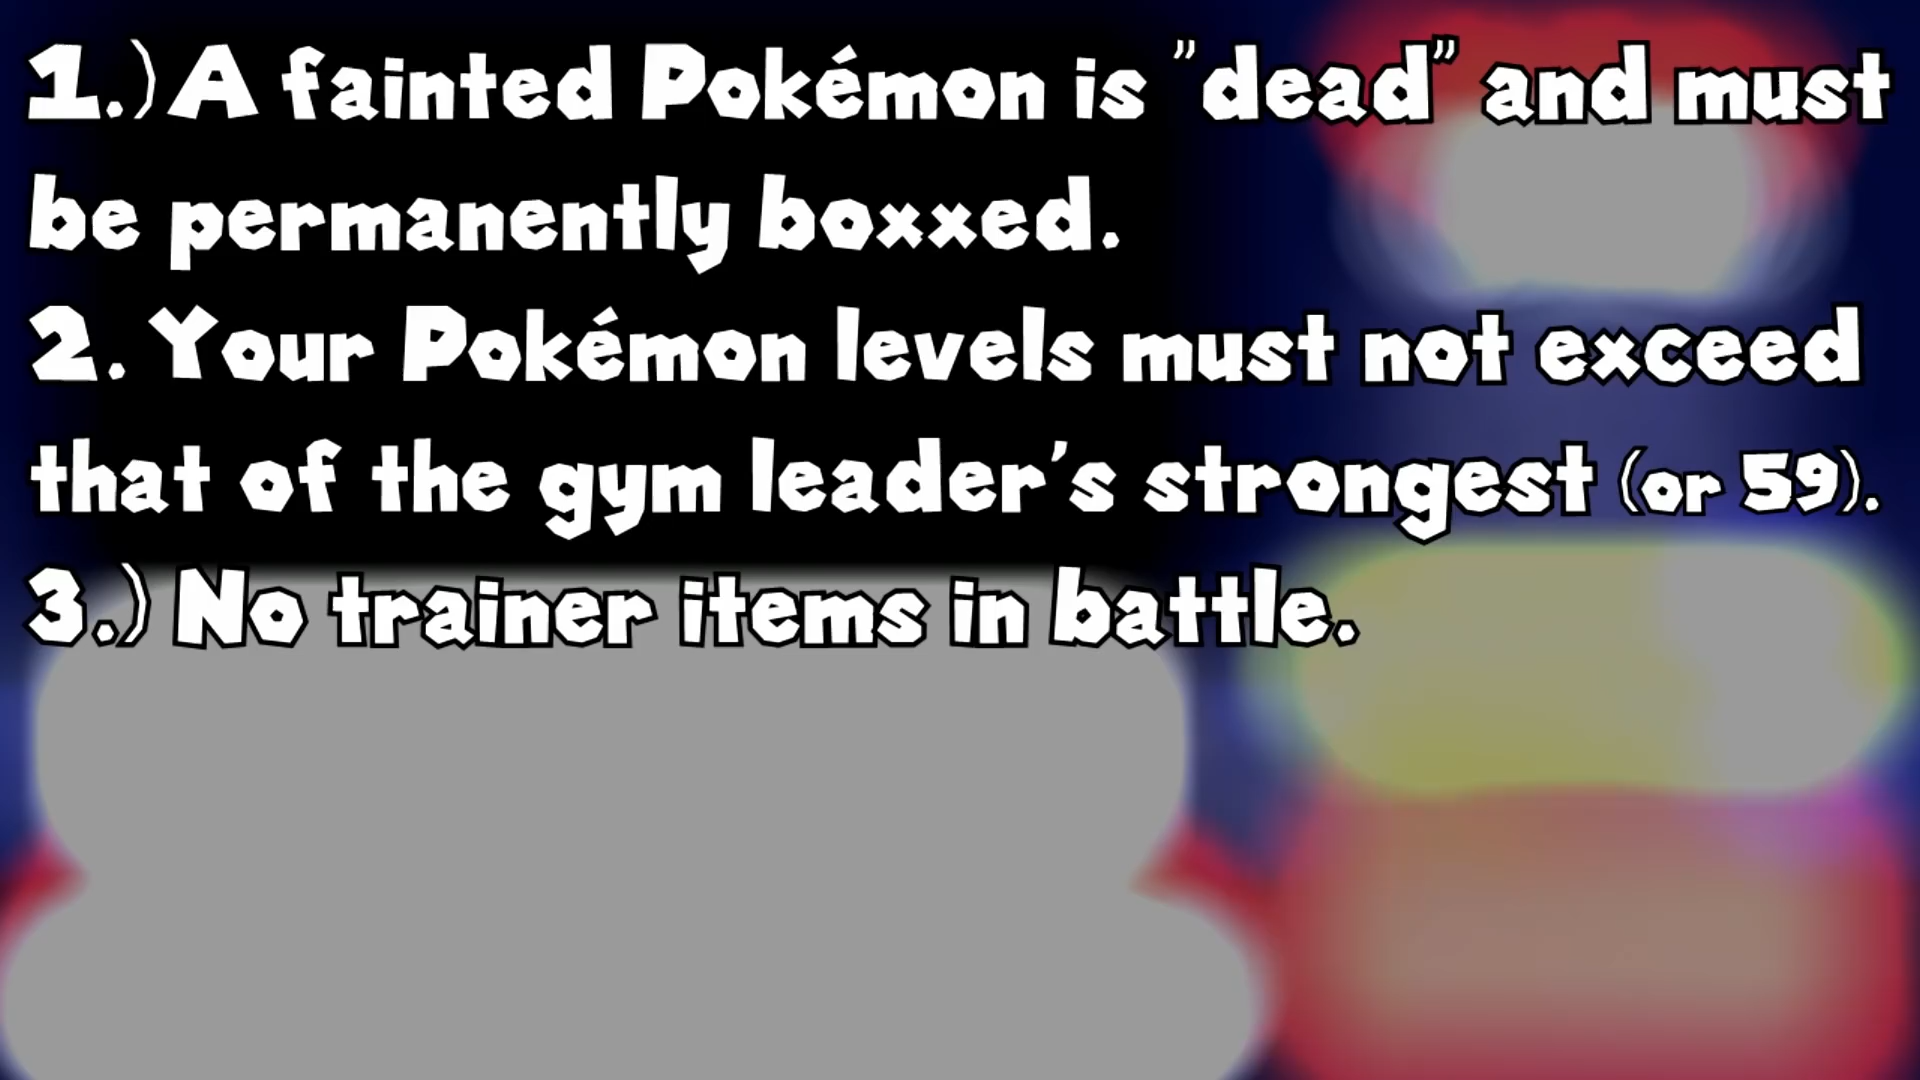 1.) A fainted Pokémon is "dead" and must
be permanently boxxed.
2. Your Pokémon levels must not exceed
that of the gym leader's strongest (or 59).
3.) No trainer items in battle.